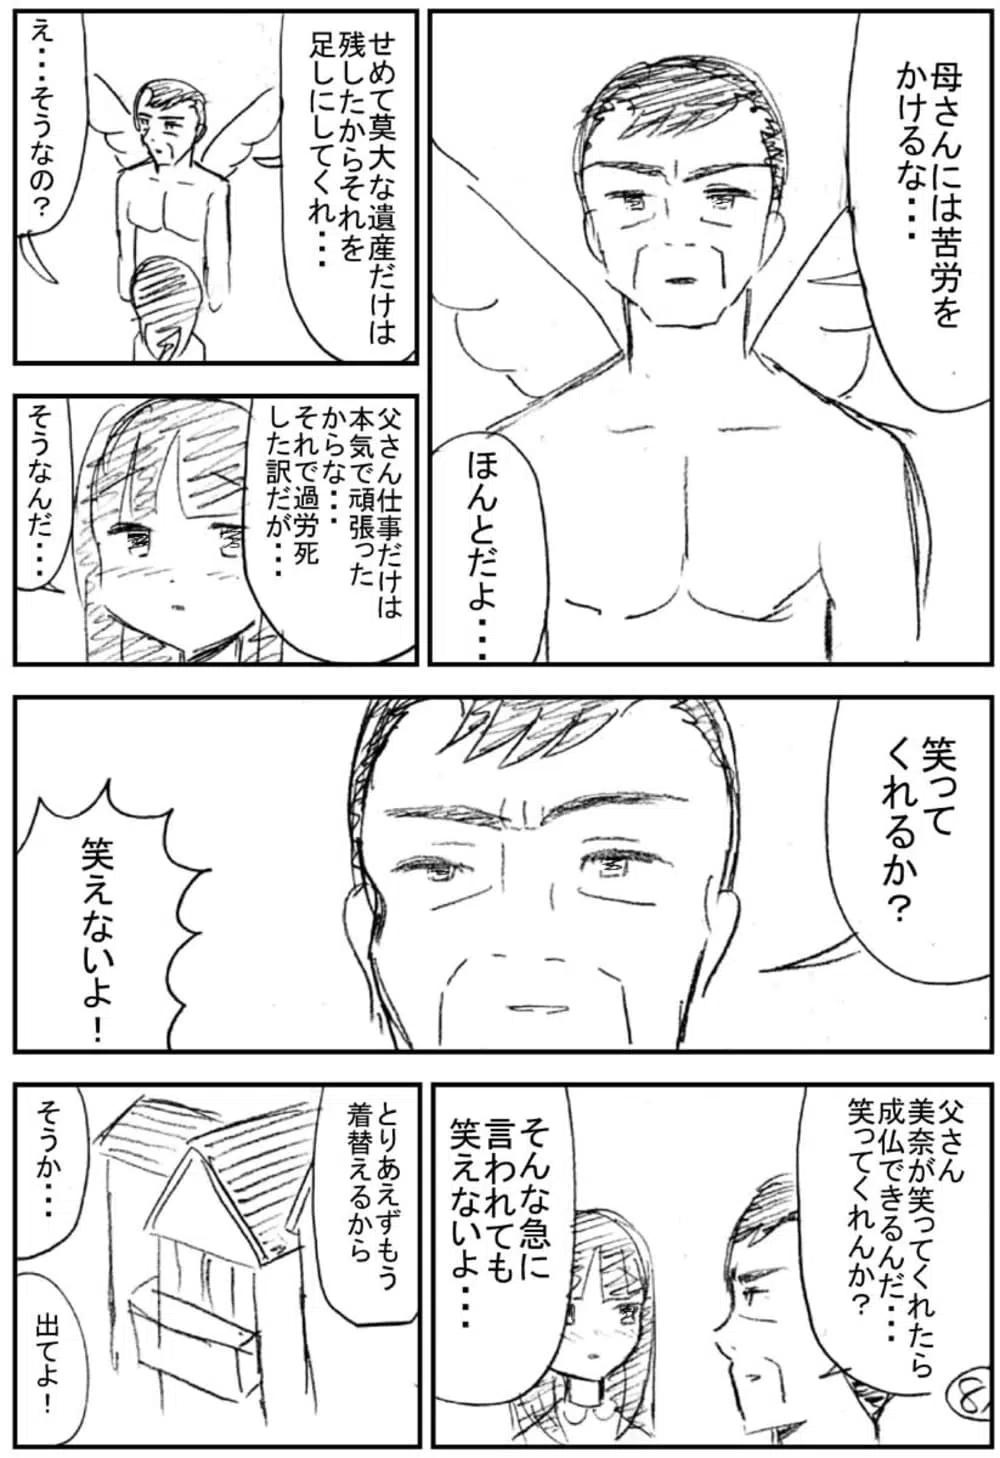 母さんには苦労を
かけるな・・・
ほんとだよ・・・
せめて莫大な遺産だけは
残したからそれを
足しにしてくれ・・・
え・・・そうなの？
父さん仕事だけは
本気で頑張った
からな・・・
それで過労死
した訳だが・・・
そうなんだ・・・
笑って
くれるか？
笑えないよ！
父さん
美奈が笑ってくれたら
成仏できるんだ・・・
笑ってくれんか？
そんな急に
言われても
笑えないよ・・・
8
とりあえずもう
着替えるから
そうか・・・
出てよ！